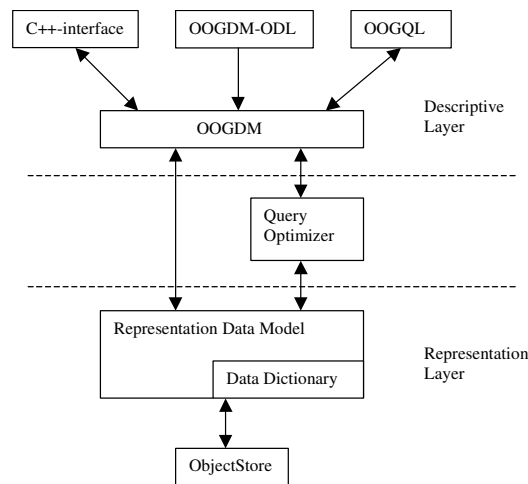 C++-interface
OOGDM-ODL
OOGQL
OOGDM
Descriptive
Layer
Query
Optimizer
Representation Data Model
Data Dictionary
Representation
Layer
ObjectStore